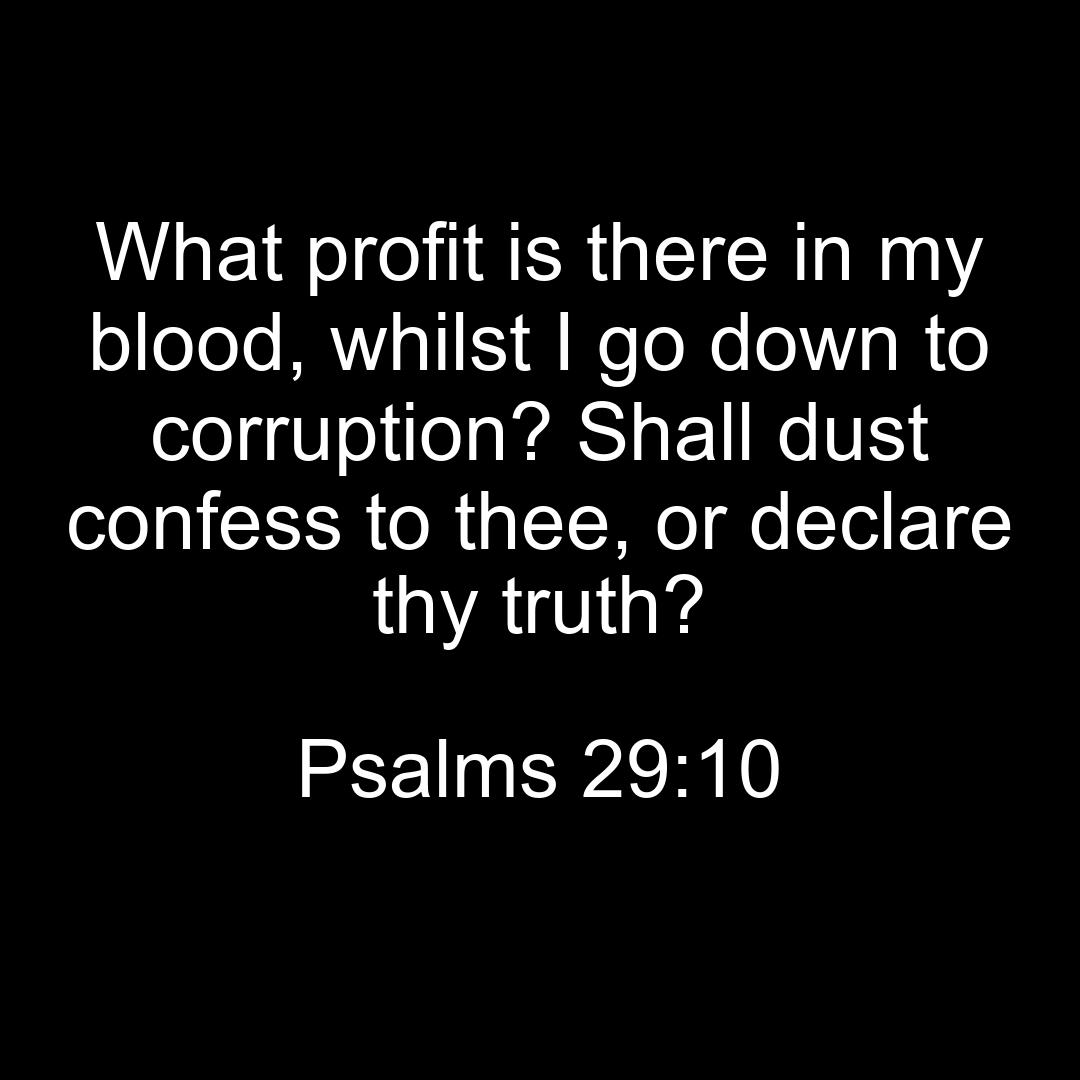 What profit is there in my
blood, whilst I go down to
corruption? Shall dust
confess to thee, or declare
thy truth?
Psalms 29:10